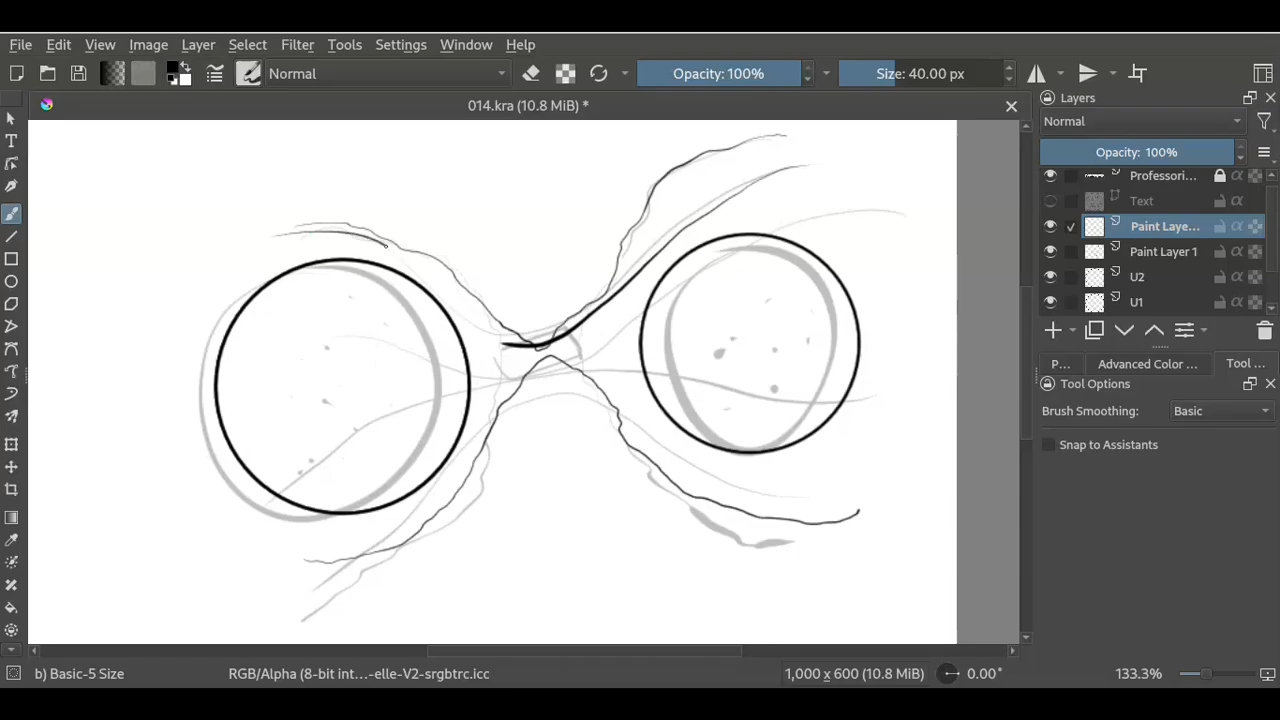 File Edit View Image Layer Select Filter Tools Settings Window Help
Normal Opacity: 100% Size: 40.00 px
014.kra (10.8 MiB) *
Layers
Normal
Opacity: 100%
Professori...
Text
Paint Laye...
Paint Layer 1
U2
U1
P... Advanced Color ... Tool ...
Tool Options
Brush Smoothing: Basic
Snap to Assistants
b) Basic-5 Size RGB/Alpha (8-bit int...-elle-V2-srgbtrc.icc 1,000 x 600 (10.8 MiB) 0.00° 133.3%